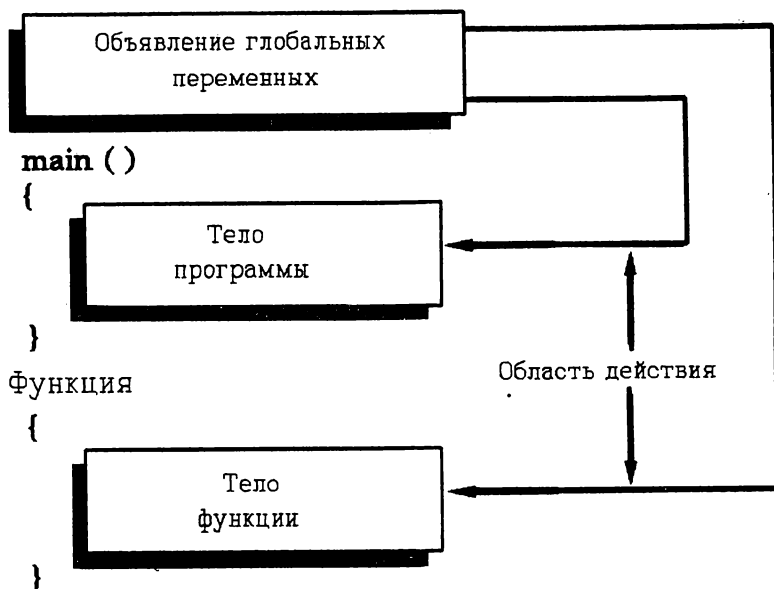 Объявление глобальных
переменных
main ( )
{
Тело
программы
}
Область действия
Функция
{
Тело
функции
}